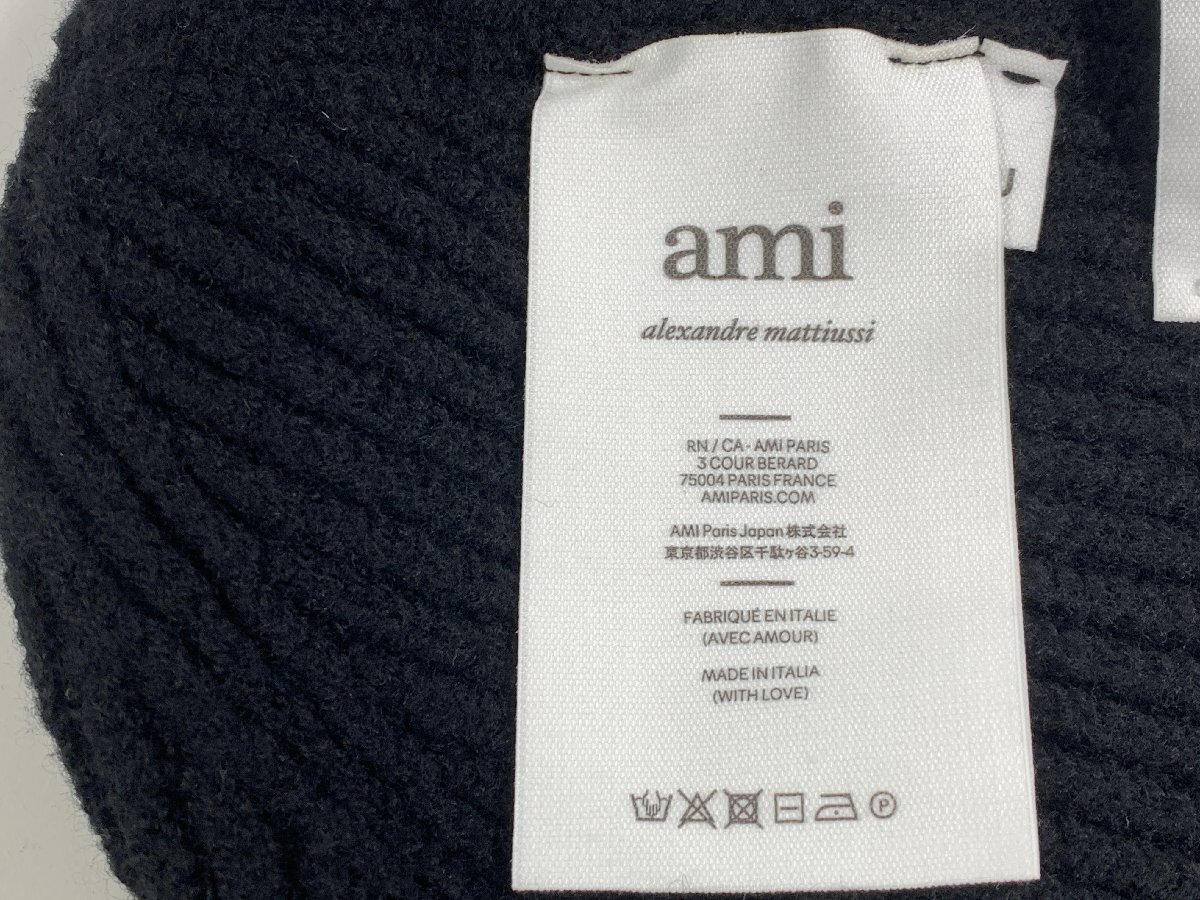 ami
alexandre mattiussi
RN / CA - AMI PARIS
3 COUR BERARD
75004 PARIS FRANCE
AMIPARIS.COM
AMI Paris Japan 株式会社
東京都渋谷区千駄ヶ谷3-59-4
FABRIQUÉ EN ITALIE
(AVEC AMOUR)
MADE IN ITALIA
(WITH LOVE)
P